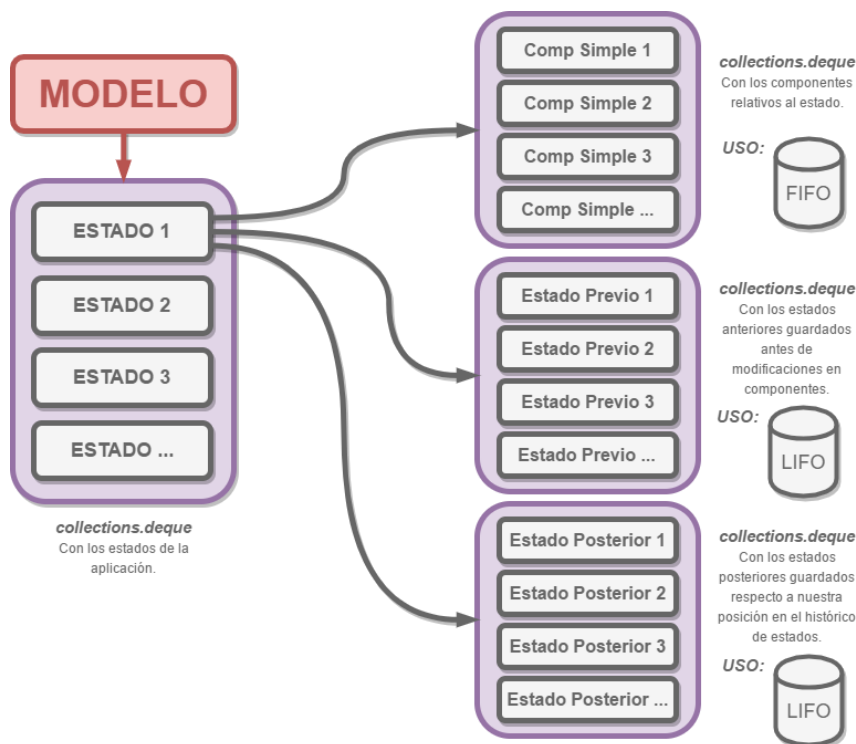 MODELO
ESTADO 1
ESTADO 2
ESTADO 3
ESTADO ...
collections.deque
Con los estados de la
aplicación.
Comp Simple 1
Comp Simple 2
Comp Simple 3
Comp Simple ...
collections.deque
Con los componentes
relativos al estado.
USO:
FIFO
Estado Previo 1
Estado Previo 2
Estado Previo 3
Estado Previo ...
collections.deque
Con los estados
anteriores guardados
antes de
modificaciones en
componentes.
USO:
LIFO
Estado Posterior 1
Estado Posterior 2
Estado Posterior 3
Estado Posterior ...
collections.deque
Con los estados
posteriores guardados
respecto a nuestra
posición en el histórico
de estados.
USO:
LIFO